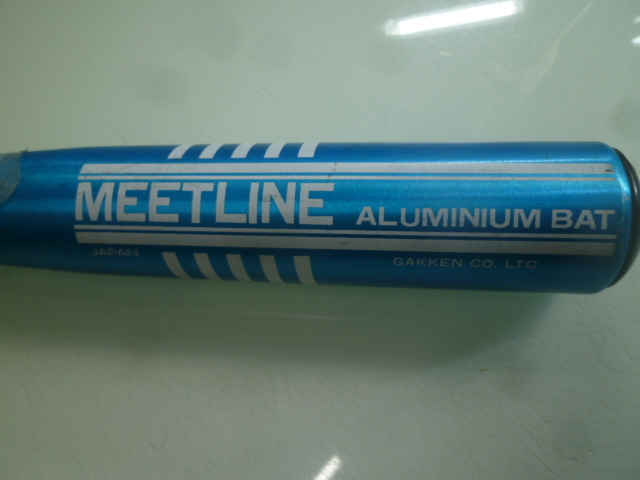 MEETLINE ALUMINIUM BAT
JAPAN GAKKEN CO., LTD